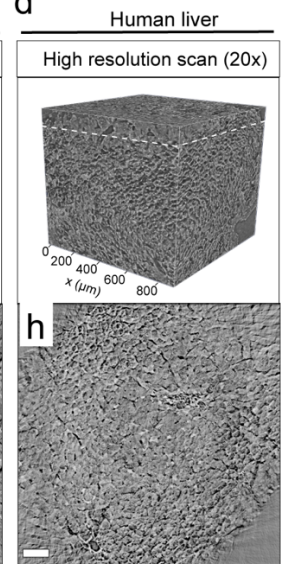 d
Human liver
High resolution scan (20x)
0
200
400
600
800
x (μm)
h